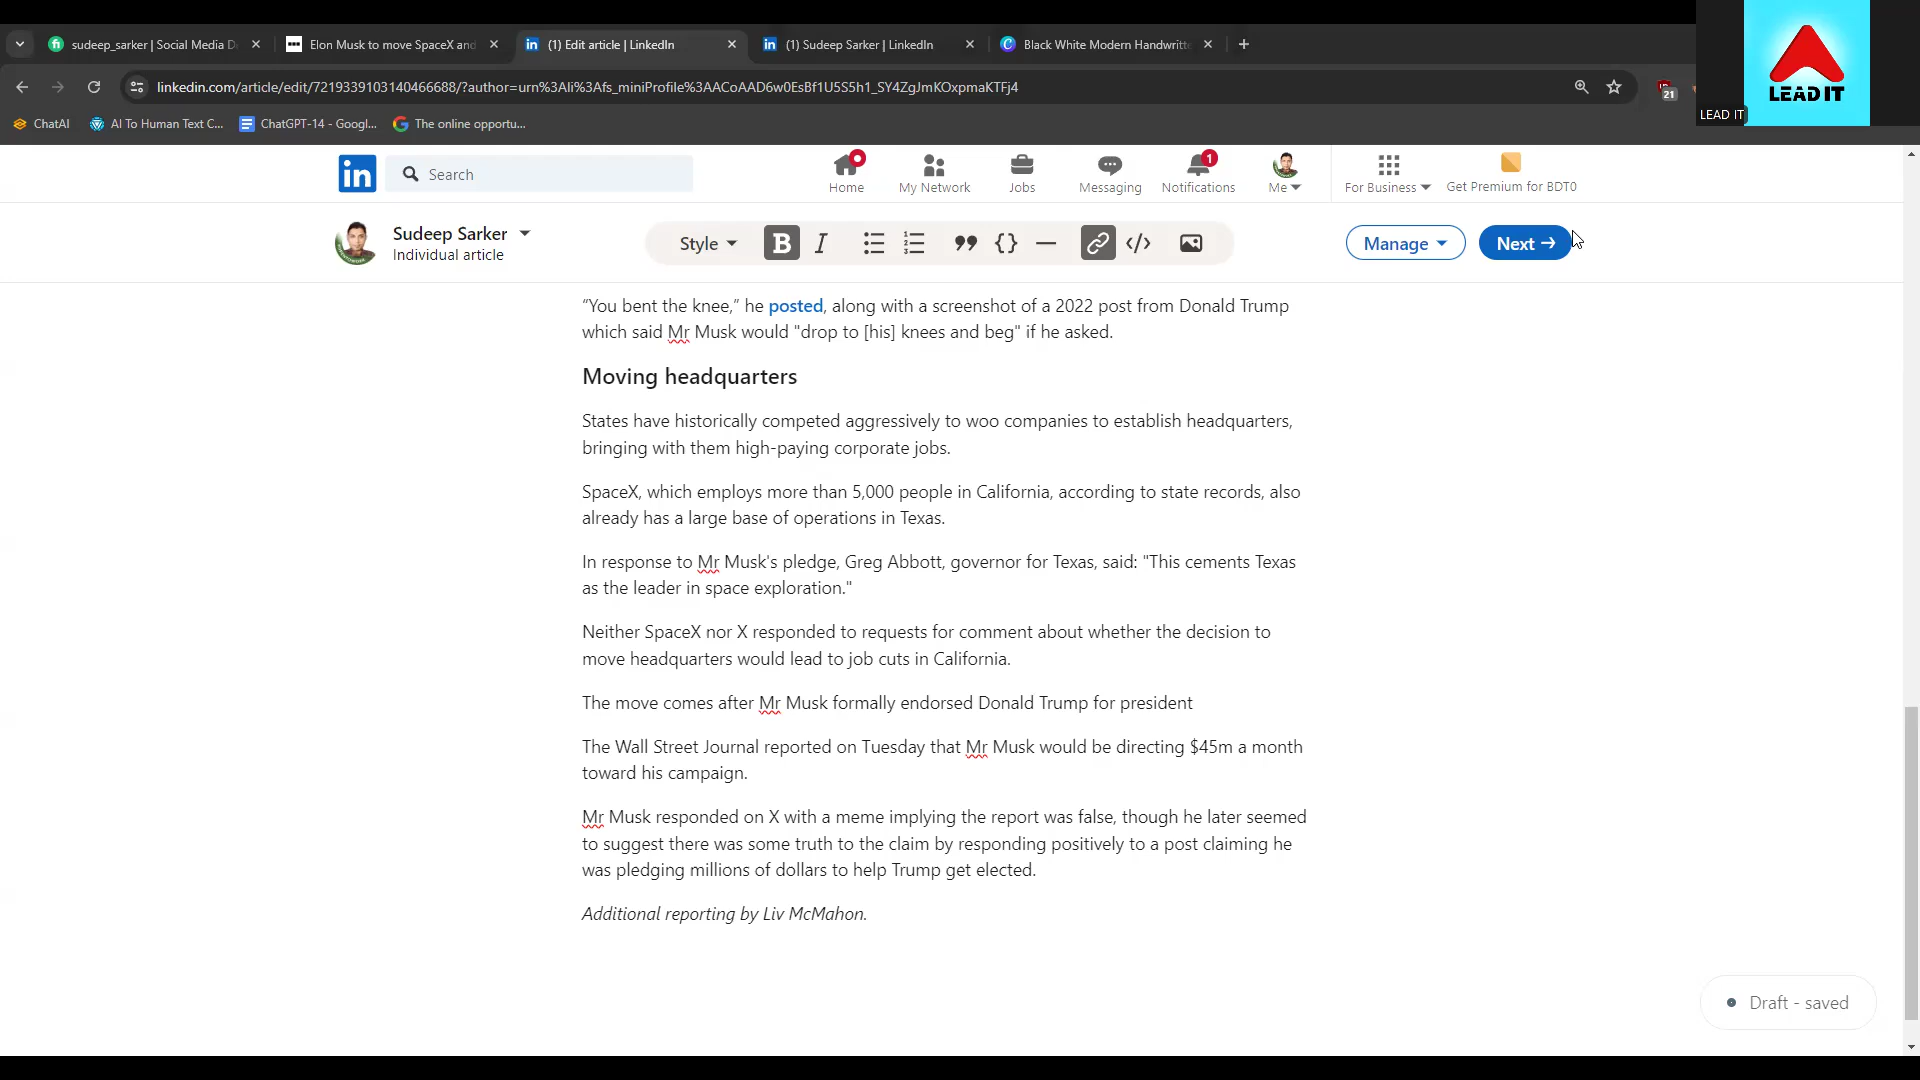 sudeep_sarker | Social Media D
Elon Musk to move SpaceX and
(1) Edit article | LinkedIn
(1) Sudeep Sarker | LinkedIn
Black White Modern Handwritte
linkedin.com/article/edit/7219339103140466688/?author=urn%3Ali%3Afs_miniProfile%3AACoAAD6w0EsBf1U5S5h1_SY4ZgJmKOxpmaKTFj4
21
LEAD IT
LEAD IT
ChatAI
AI To Human Text C...
ChatGPT-14 - Googl...
The online opportu...
in
Search
Home
My Network
Jobs
Messaging
1
Notifications
Me
For Business
Get Premium for BDT0
Sudeep Sarker
Individual article
Style
B
I
Manage
Next →
“You bent the knee,” he posted, along with a screenshot of a 2022 post from Donald Trump
which said Mr Musk would "drop to [his] knees and beg" if he asked.
Moving headquarters
States have historically competed aggressively to woo companies to establish headquarters,
bringing with them high-paying corporate jobs.
SpaceX, which employs more than 5,000 people in California, according to state records, also
already has a large base of operations in Texas.
In response to Mr Musk's pledge, Greg Abbott, governor for Texas, said: "This cements Texas
as the leader in space exploration."
Neither SpaceX nor X responded to requests for comment about whether the decision to
move headquarters would lead to job cuts in California.
The move comes after Mr Musk formally endorsed Donald Trump for president
The Wall Street Journal reported on Tuesday that Mr Musk would be directing $45m a month
toward his campaign.
Mr Musk responded on X with a meme implying the report was false, though he later seemed
to suggest there was some truth to the claim by responding positively to a post claiming he
was pledging millions of dollars to help Trump get elected.
Additional reporting by Liv McMahon.
Draft - saved